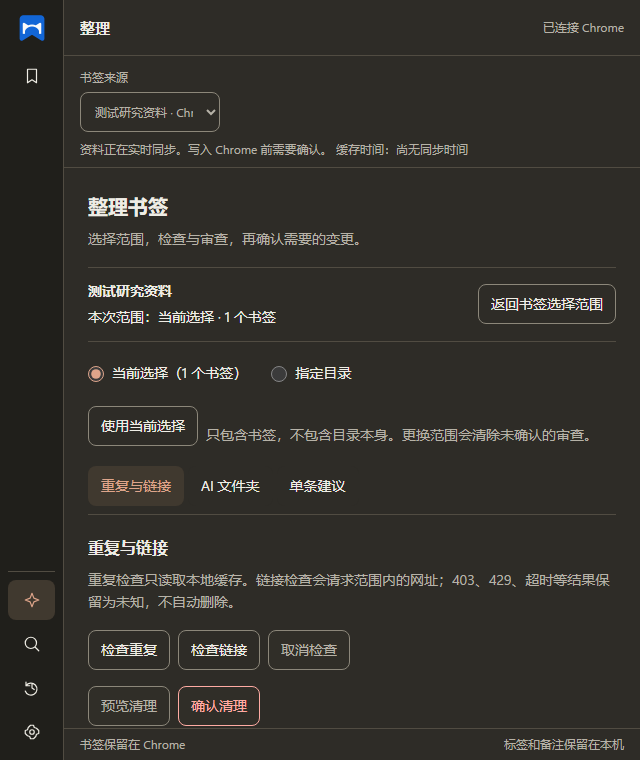 整理
已连接 Chrome
书签来源
测试研究资料 · Chr
资料正在实时同步。写入 Chrome 前需要确认。 缓存时间：尚无同步时间
整理书签
选择范围，检查与审查，再确认需要的变更。
测试研究资料
本次范围：当前选择 · 1 个书签
返回书签选择范围
当前选择（1 个书签）
指定目录
使用当前选择
只包含书签，不包含目录本身。更换范围会清除未确认的审查。
重复与链接
AI 文件夹
单条建议
重复与链接
重复检查只读取本地缓存。链接检查会请求范围内的网址；403、429、超时等结果保
留为未知，不自动删除。
检查重复
检查链接
取消检查
预览清理
确认清理
书签保留在 Chrome
标签和备注保留在本机